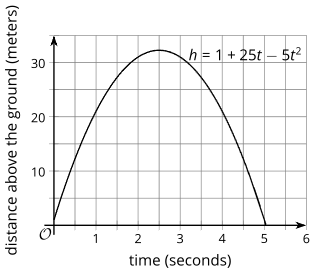 distance above the ground (meters)
h = 1 + 25t − 5t²
30
20
10
O
1
2
3
4
5
6
time (seconds)